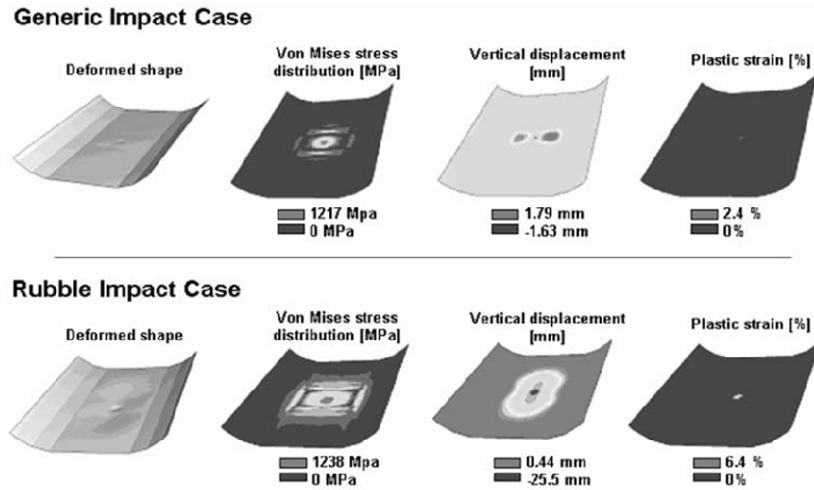 Generic Impact Case
Deformed shape
Von Mises stress
distribution [MPa]
Vertical displacement
[mm]
Plastic strain [%]
1217 Mpa
0 MPa
1.79 mm
-1.63 mm
2.4 %
0%
Rubble Impact Case
Deformed shape
Von Mises stress
distribution [MPa]
Vertical displacement
[mm]
Plastic strain [%]
1238 Mpa
0 MPa
0.44 mm
-25.5 mm
6.4 %
0%